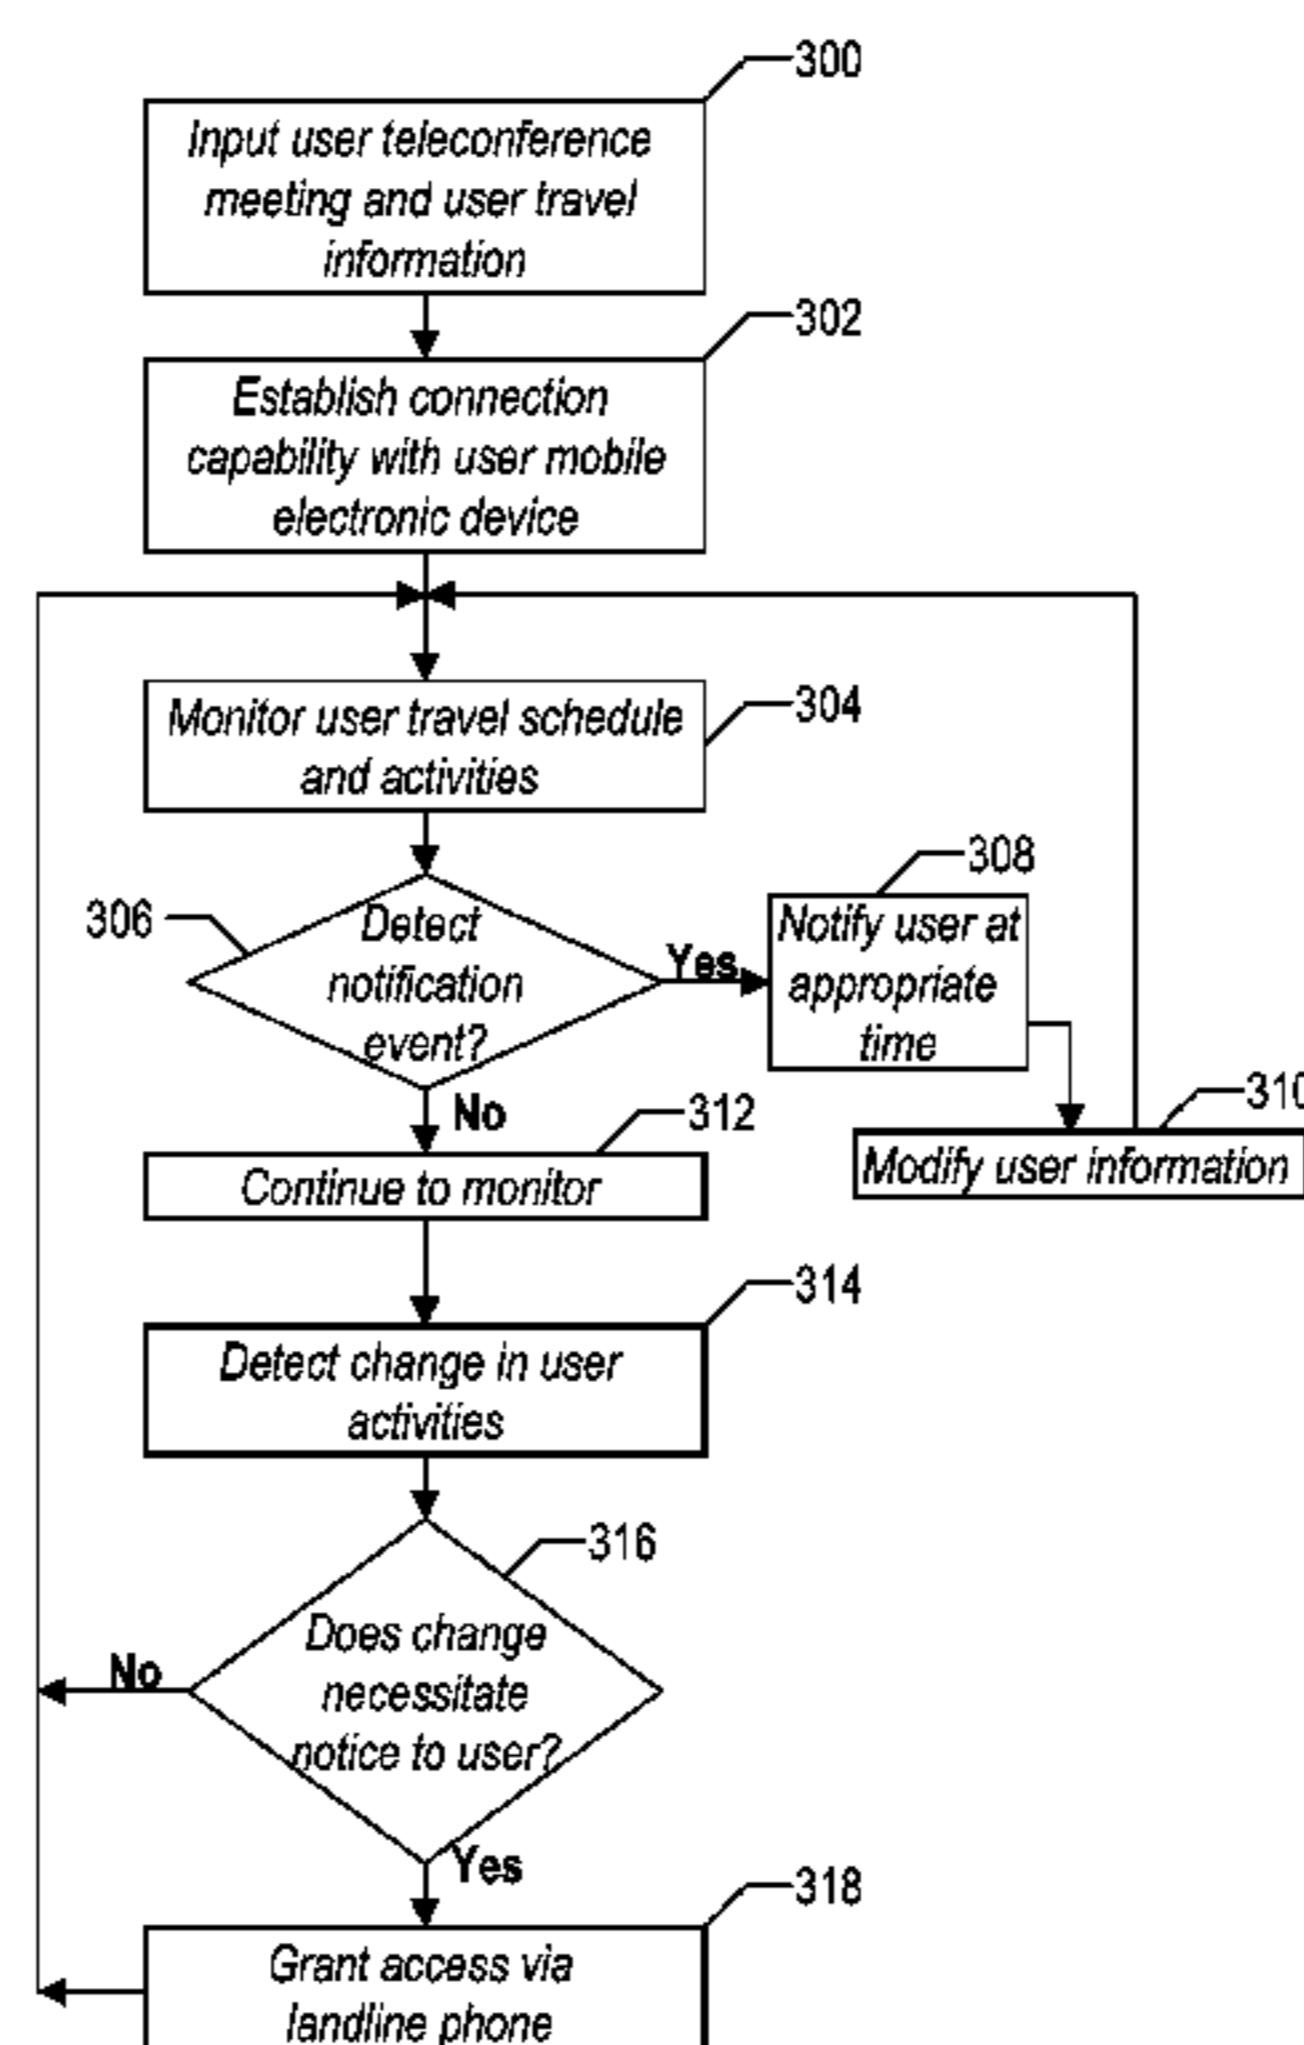 300
Input user teleconference
meeting and user travel
information
302
Establish connection
capability with user mobile
electronic device
304
Monitor user travel schedule
and activities
306
Detect
notification
event?
Yes
308
Notify user at
appropriate
time
310
Modify user information
No
312
Continue to monitor
314
Detect change in user
activities
316
Does change
necessitate
notice to user?
No
Yes
318
Grant access via
landline phone